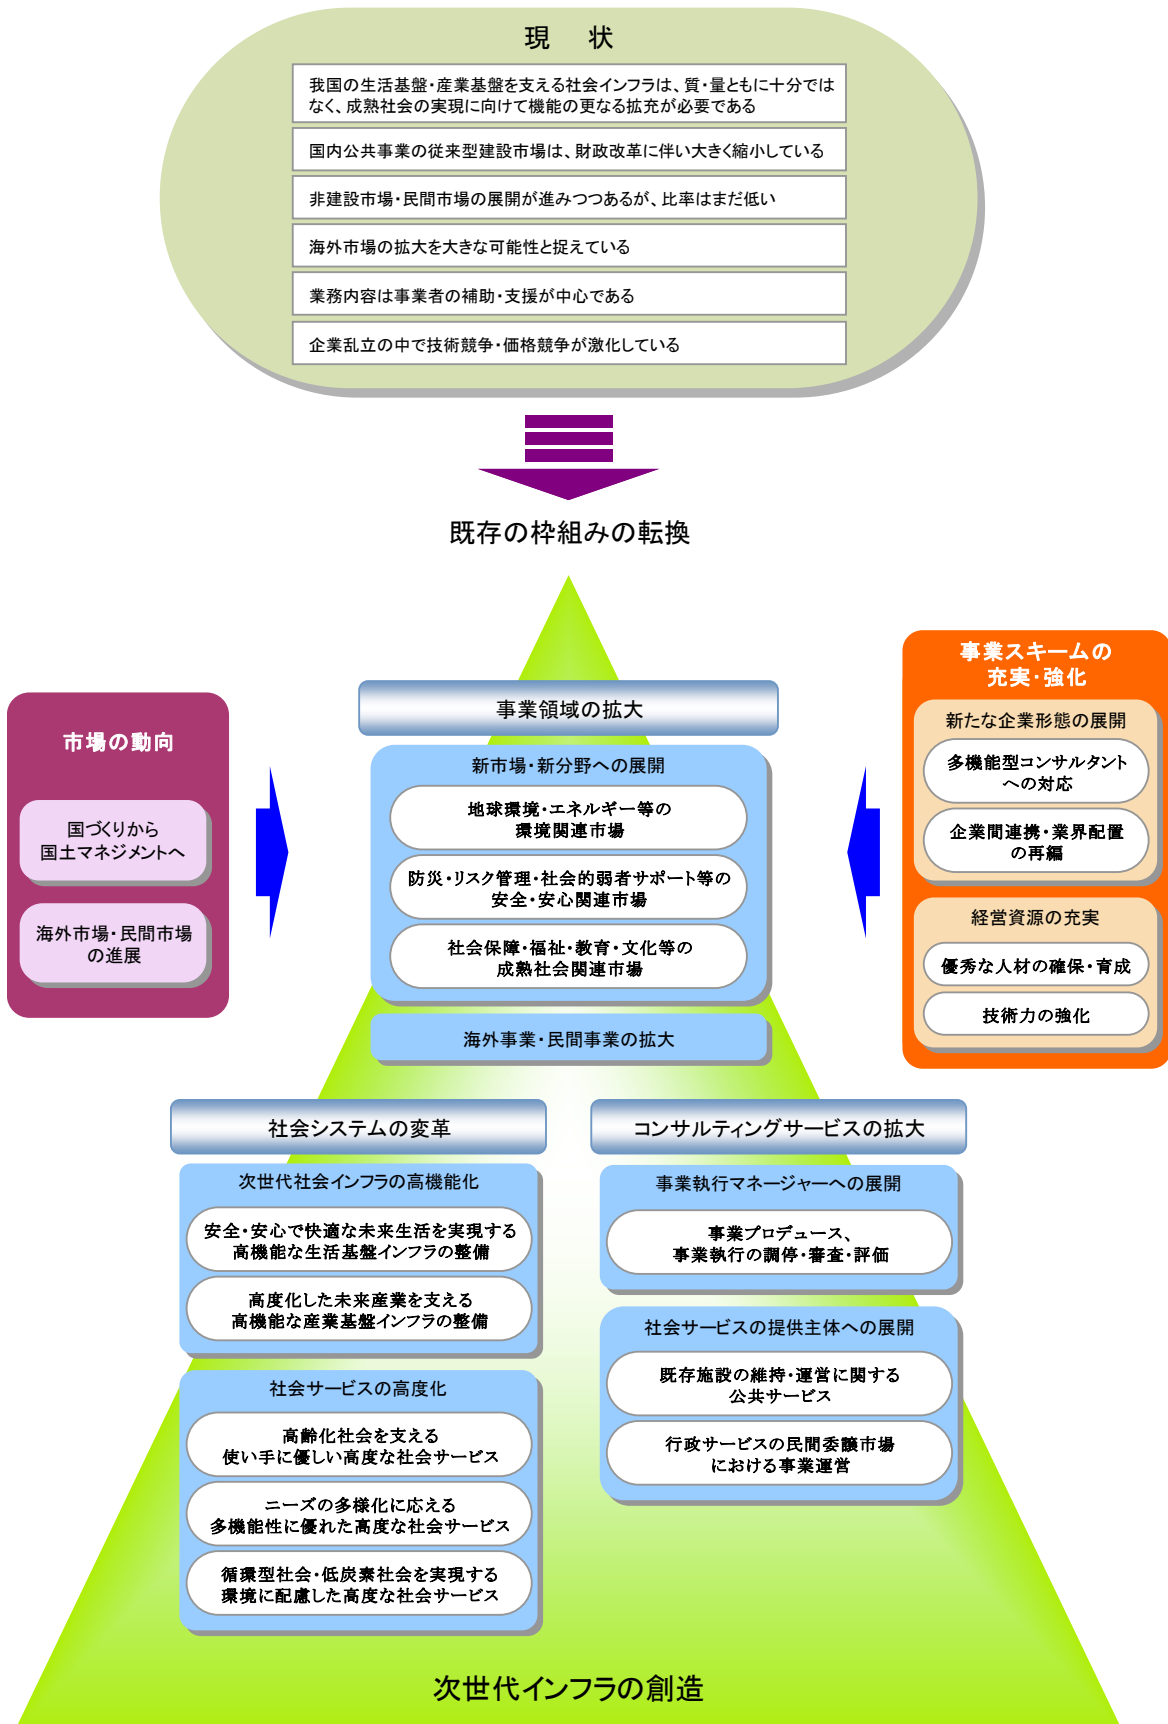 現 状
我国の生活基盤・産業基盤を支える社会インフラは、質・量ともに十分では
なく、成熟社会の実現に向けて機能の更なる拡充が必要である
国内公共事業の従来型建設市場は、財政改革に伴い大きく縮小している
非建設市場・民間市場の展開が進みつつあるが、比率はまだ低い
海外市場の拡大を大きな可能性と捉えている
業務内容は事業者の補助・支援が中心である
企業乱立の中で技術競争・価格競争が激化している
既存の枠組みの転換
市場の動向
国づくりから
国土マネジメントへ
海外市場・民間市場
の進展
事業領域の拡大
新市場・新分野への展開
地球環境・エネルギー等の
環境関連市場
防災・リスク管理・社会的弱者サポート等の
安全・安心関連市場
社会保障・福祉・教育・文化等の
成熟社会関連市場
海外事業・民間事業の拡大
事業スキームの
充実・強化
新たな企業形態の展開
多機能型コンサルタント
への対応
企業間連携・業界配置
の再編
経営資源の充実
優秀な人材の確保・育成
技術力の強化
社会システムの変革
次世代社会インフラの高機能化
安全・安心で快適な未来生活を実現する
高機能な生活基盤インフラの整備
高度化した未来産業を支える
高機能な産業基盤インフラの整備
社会サービスの高度化
高齢化社会を支える
使い手に優しい高度な社会サービス
ニーズの多様化に応える
多機能性に優れた高度な社会サービス
循環型社会・低炭素社会を実現する
環境に配慮した高度な社会サービス
コンサルティングサービスの拡大
事業執行マネージャーへの展開
事業プロデュース、
事業執行の調停・審査・評価
社会サービスの提供主体への展開
既存施設の維持・運営に関する
公共サービス
行政サービスの民間委譲市場
における事業運営
次世代インフラの創造